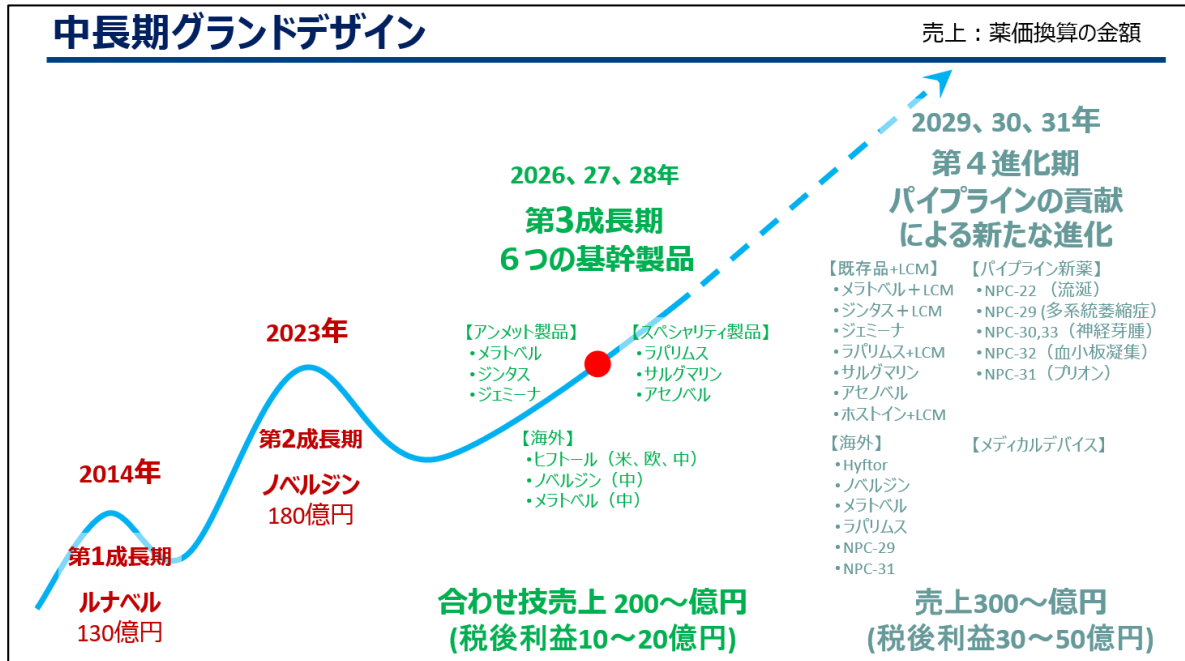 中長期グランドデザイン
売上：薬価換算の金額
2014年
第1成長期
ルナベル
130億円
2023年
第2成長期
ノベルジン
180億円
2026、27、28年
第3成長期
６つの基幹製品
【アンメット製品】
•メラトベル
•ジンタス
•ジェミーナ
【スペシャリティ製品】
•ラパリムス
•サルグマリン
•アセノベル
【海外】
•ヒフトール（米、欧、中）
•ノベルジン（中）
•メラトベル（中）
合わせ技売上 200～億円
(税後利益10～20億円)
2029、30、31年
第４進化期
パイプラインの貢献
による新たな進化
【既存品+LCM】
•メラトベル＋LCM
•ジンタス＋LCM
•ジェミーナ
•ラパリムス+LCM
•サルグマリン
•アセノベル
•ホストイン+LCM
【パイプライン新薬】
•NPC-22 （流涎）
•NPC-29 (多系統萎縮症）
•NPC-30,33（神経芽腫）
•NPC-32（血小板凝集）
•NPC-31（プリオン）
【海外】
•Hyftor
•ノベルジン
•メラトベル
•ラパリムス
•NPC-29
•NPC-31
【メディカルデバイス】
売上300～億円
(税後利益30～50億円)